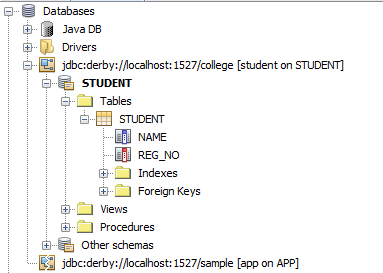 Databases
Java DB
Drivers
jdbc:derby://localhost:1527/college [student on STUDENT]
STUDENT
Tables
STUDENT
NAME
REG_NO
Indexes
Foreign Keys
Views
Procedures
Other schemas
jdbc:derby://localhost:1527/sample [app on APP]